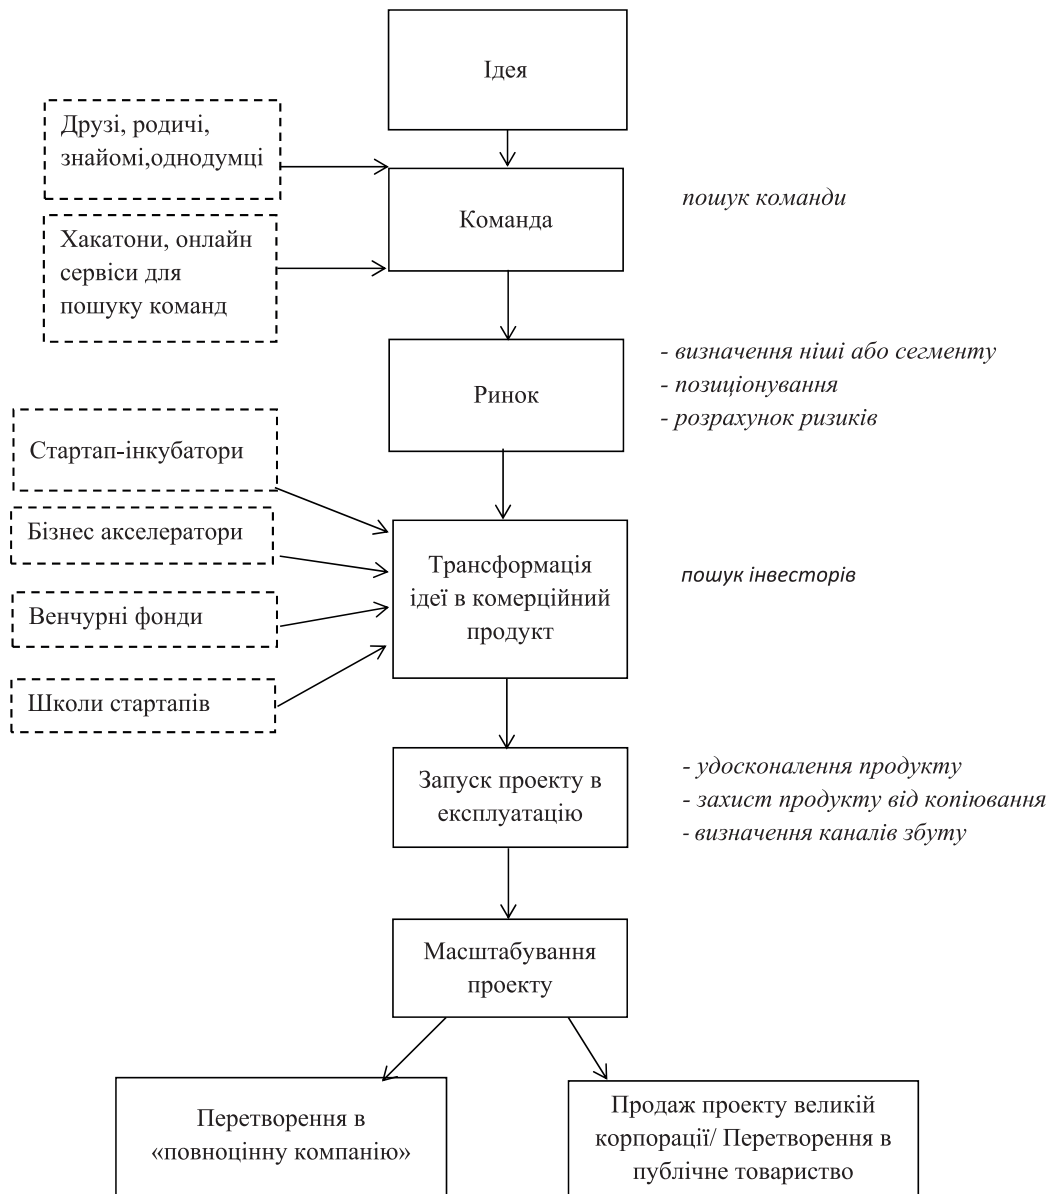 Ідея
Друзі, родичі,
знайомі,однодумці
Команда
пошук команди
Хакатони, онлайн
сервіси для
пошуку команд
Ринок
- визначення ніші або сегменту
- позиціонування
- розрахунок ризиків
Стартап-інкубатори
Бізнес акселератори
Венчурні фонди
Школи стартапів
Трансформація
ідеї в комерційний
продукт
пошук інвесторів
Запуск проекту в
експлуатацію
- удосконалення продукту
- захист продукту від копіювання
- визначення каналів збуту
Масштабування
проекту
Перетворення в
«повноцінну компанію»
Продаж проекту великій
корпорації/ Перетворення в
публічне товариство